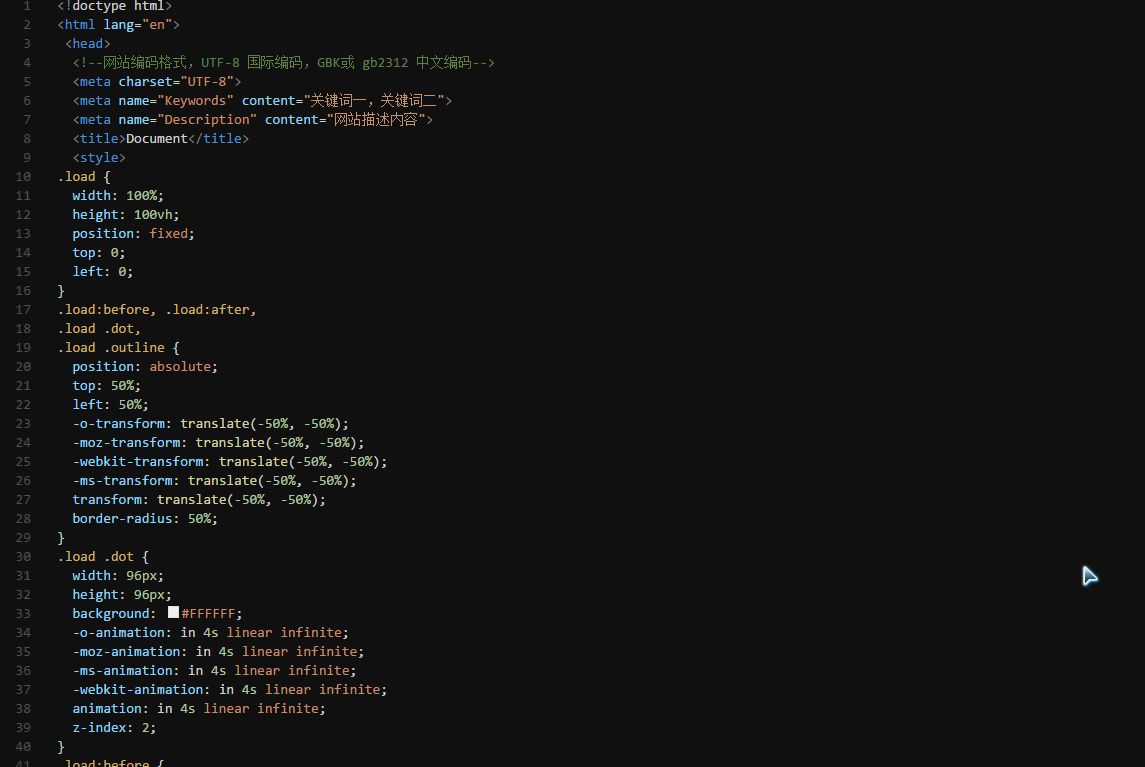 1 <!doctype html>
2 <html lang="en">
3 <head>
4 <!--网站编码格式，UTF-8 国际编码，GBK或 gb2312 中文编码-->
5 <meta charset="UTF-8">
6 <meta name="Keywords" content="关键词一，关键词二">
7 <meta name="Description" content="网站描述内容">
8 <title>Document</title>
9 <style>
10 .load {
11 width: 100%;
12 height: 100vh;
13 position: fixed;
14 top: 0;
15 left: 0;
16 }
17 .load:before, .load:after,
18 .load .dot,
19 .load .outline {
20 position: absolute;
21 top: 50%;
22 left: 50%;
23 -o-transform: translate(-50%, -50%);
24 -moz-transform: translate(-50%, -50%);
25 -webkit-transform: translate(-50%, -50%);
26 -ms-transform: translate(-50%, -50%);
27 transform: translate(-50%, -50%);
28 border-radius: 50%;
29 }
30 .load .dot {
31 width: 96px;
32 height: 96px;
33 background: #FFFFFF;
34 -o-animation: in 4s linear infinite;
35 -moz-animation: in 4s linear infinite;
36 -ms-animation: in 4s linear infinite;
37 -webkit-animation: in 4s linear infinite;
38 animation: in 4s linear infinite;
39 z-index: 2;
40 }
41 .load:before {